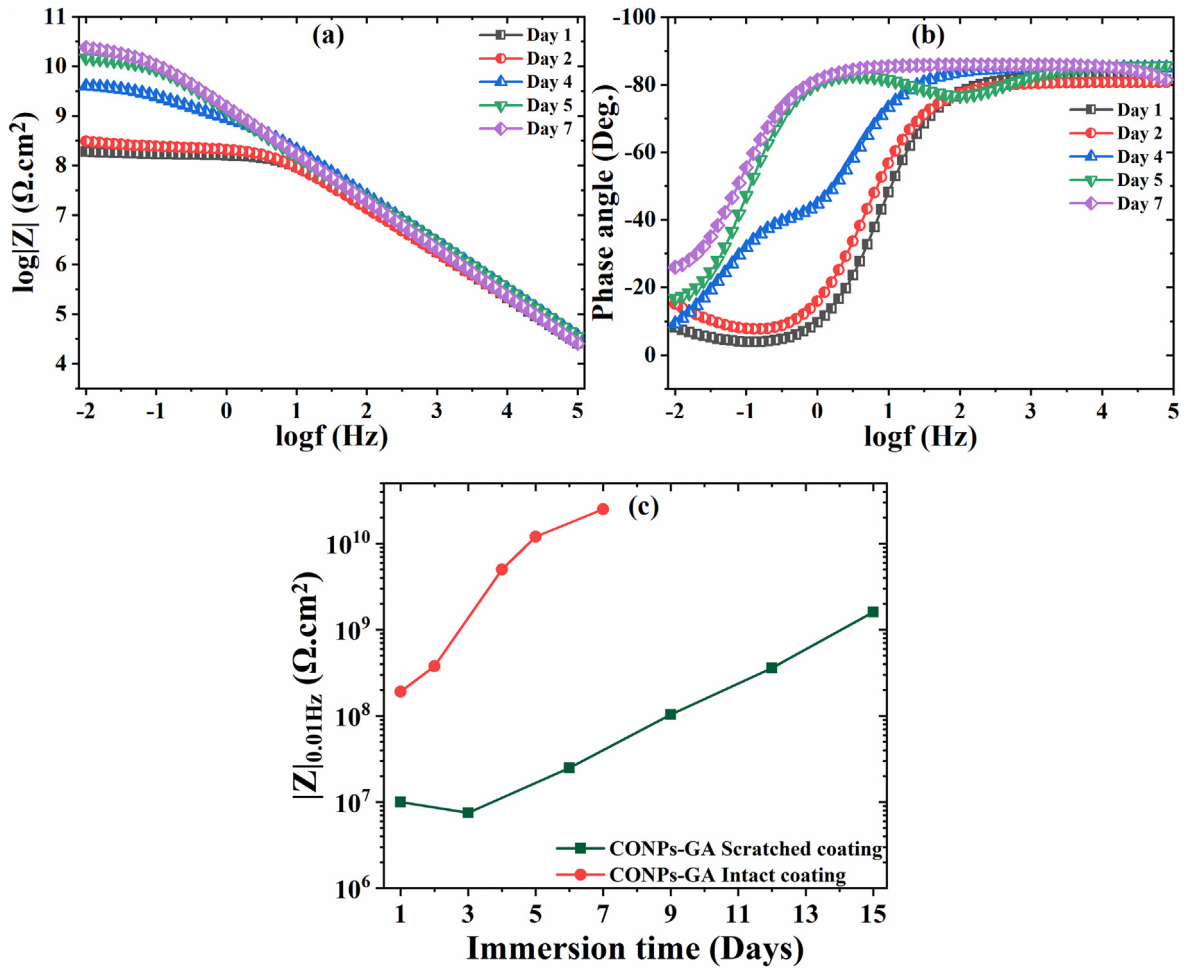 (a)
log|Z| (Ω.cm²)
11
10
9
8
7
6
5
4
-2 -1 0 1 2 3 4 5
logf (Hz)
Day 1
Day 2
Day 4
Day 5
Day 7
(b)
Phase angle (Deg.)
-100
-80
-60
-40
-20
0
-2 -1 0 1 2 3 4 5
logf (Hz)
Day 1
Day 2
Day 4
Day 5
Day 7
(c)
|Z|0.01Hz (Ω.cm²)
10¹⁰
10⁹
10⁸
10⁷
10⁶
CONPs-GA Scratched coating
CONPs-GA Intact coating
1 3 5 7 9 11 13 15
Immersion time (Days)